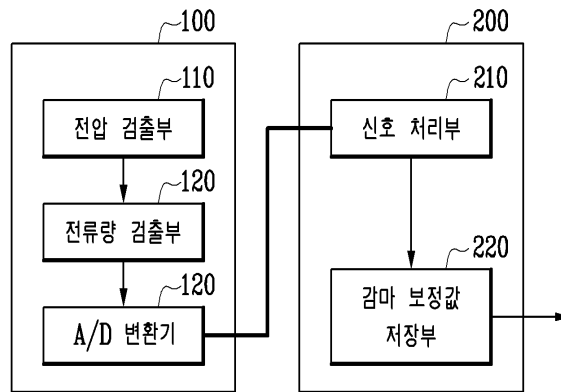 100
200
110
전압 검출부
210
신호 처리부
120
전류량 검출부
120
A/D 변환기
220
감마 보정값
저장부